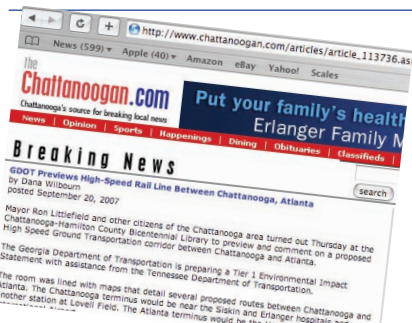 http://www.chattanoogan.com/articles/article_113736.as
News (599) Apple (40) Amazon eBay Yahoo! Scales
the
Chattanoogan.com
Chattanooga's source for breaking local news
Put your family's health
Erlanger Family M
News | Opinion | Sports | Happenings | Dining | Obituaries | Classifieds |
Breaking News
search
GDOT Previews High-Speed Rail Line Between Chattanooga, Atlanta
by Dana Wilbourn
posted September 20, 2007
Mayor Ron Littlefield and other citizens of the Chattanooga area turned out Thursday at the
Chattanooga-Hamilton County Bicentennial Library to preview and comment on a proposed
High Speed Ground Transportation corridor between Chattanooga and Atlanta.
The Georgia Department of Transportation is preparing a Tier 1 Environmental Impact
Statement with assistance from the Tennessee Department of Transportation.
The room was lined with maps that detail several proposed routes between Chattanooga and
Atlanta. The Chattanooga terminus would be near the Siskin and Erlanger hospitals
another station at Lovell Field. The Atlanta terminus would be the